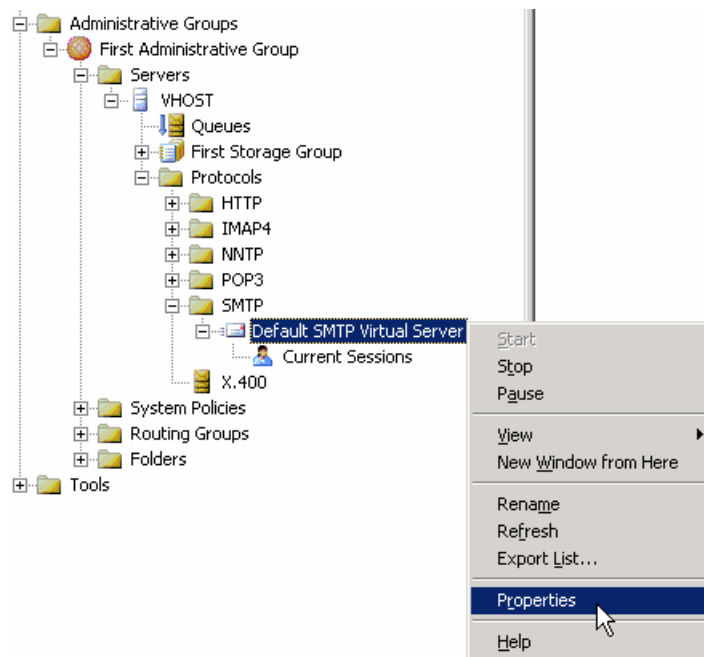 Administrative Groups
First Administrative Group
Servers
VHOST
Queues
First Storage Group
Protocols
HTTP
IMAP4
NNTP
POP3
SMTP
Default SMTP Virtual Server
Current Sessions
X.400
System Policies
Routing Groups
Folders
Tools
Start
Stop
Pause
View
New Window from Here
Rename
Refresh
Export List...
Properties
Help